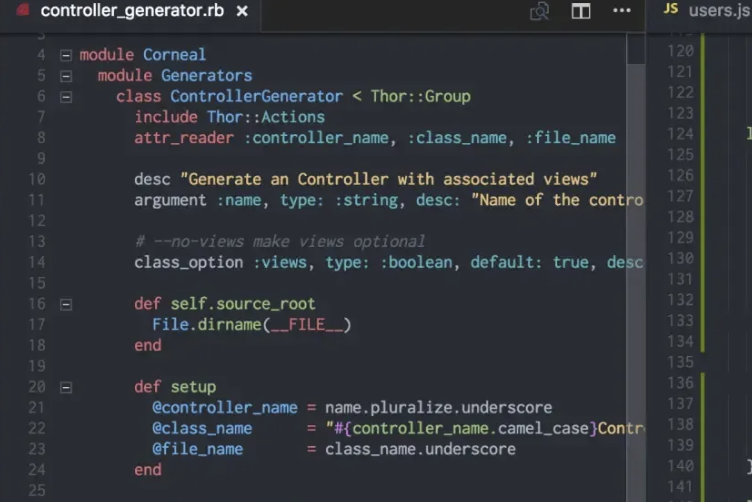 controller_generator.rb ×
JS users.js
4 module Corneal
5 module Generators
6 class ControllerGenerator < Thor::Group
7 include Thor::Actions
8 attr_reader :controller_name, :class_name, :file_name
9
10 desc "Generate an Controller with associated views"
11 argument :name, type: :string, desc: "Name of the contro
12
13 # --no-views make views optional
14 class_option :views, type: :boolean, default: true, desc
15
16 def self.source_root
17 File.dirname(__FILE__)
18 end
19
20 def setup
21 @controller_name = name.pluralize.underscore
22 @class_name = "#{controller_name.camel_case}Contr
23 @file_name = class_name.underscore
24 end
25
120
121
122
123
124
125
126
127
128
129
130
131
132
133
134
135
136
137
138
139
140
141